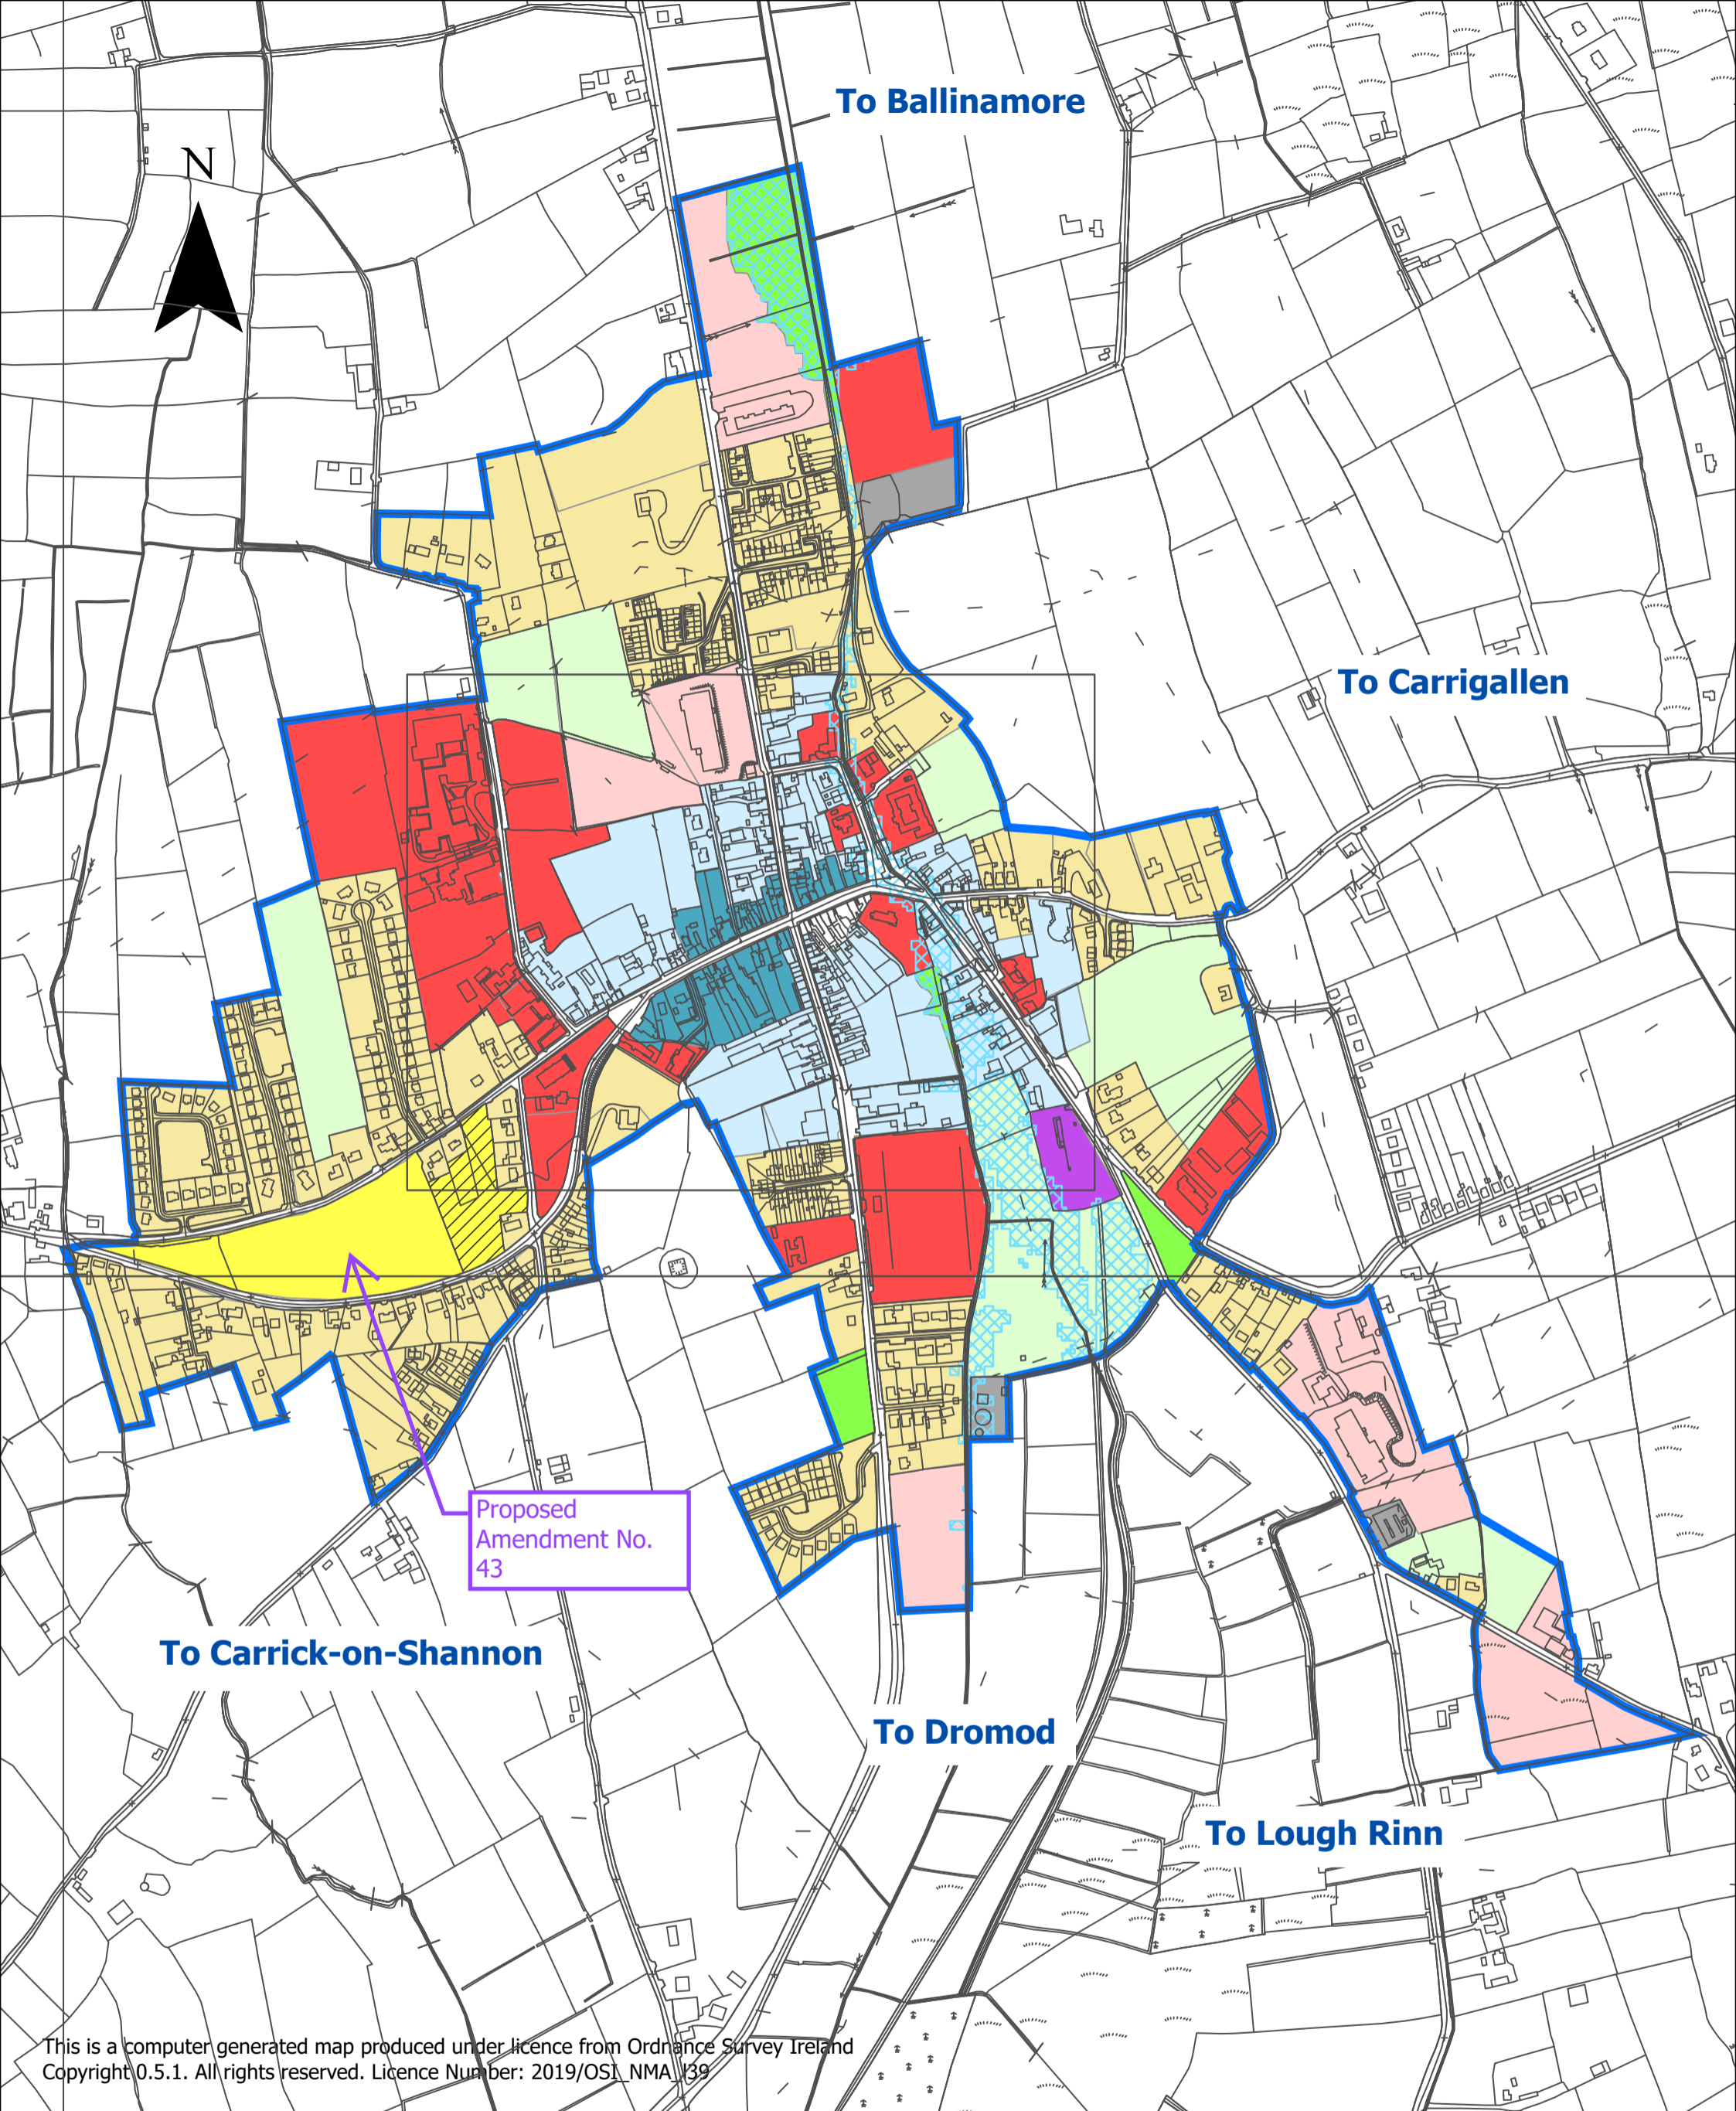 To Ballinamore
N
To Carrigallen
Proposed
Amendment No.
43
To Carrick-on-Shannon
To Dromod
To Lough Rinn
This is a computer generated map produced under licence from Ordnance Survey Ireland
Copyright 0.5.1. All rights reserved. Licence Number: 2019/OSI_NMA_139